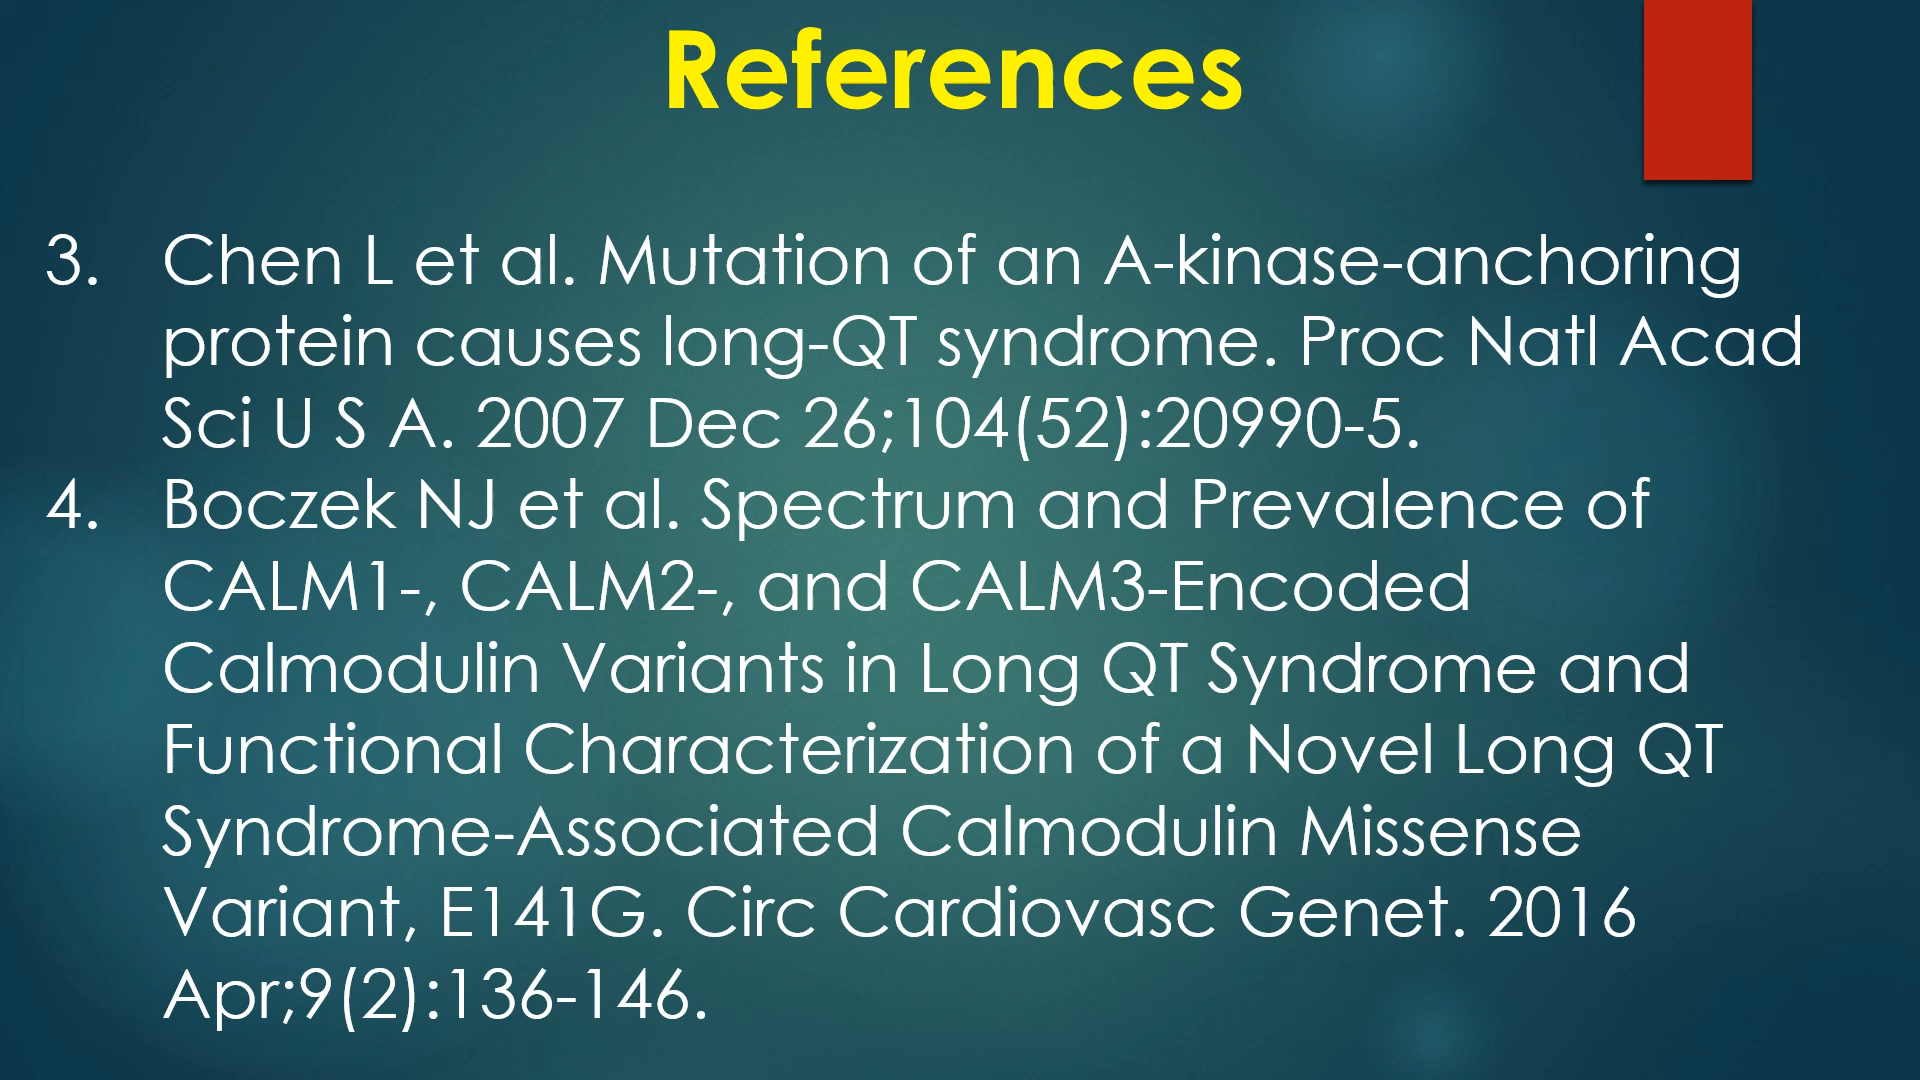 References
3. Chen L et al. Mutation of an A-kinase-anchoring
protein causes long-QT syndrome. Proc Natl Acad
Sci U S A. 2007 Dec 26;104(52):20990-5.
4. Boczek NJ et al. Spectrum and Prevalence of
CALM1-, CALM2-, and CALM3-Encoded
Calmodulin Variants in Long QT Syndrome and
Functional Characterization of a Novel Long QT
Syndrome-Associated Calmodulin Missense
Variant, E141G. Circ Cardiovasc Genet. 2016
Apr;9(2):136-146.